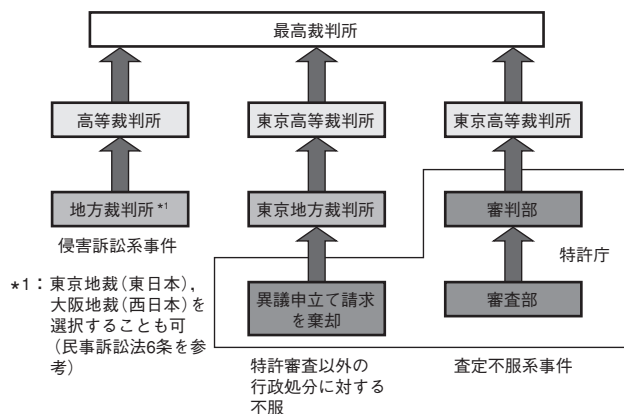 最高裁判所
高等裁判所
東京高等裁判所
東京高等裁判所
地方裁判所*1
東京地方裁判所
審判部
侵害訴訟系事件
特許庁
*1：東京地裁（東日本），
大阪地裁（西日本）を
選択することも可
（民事訴訟法6条を参
考）
異議申立て請求
を棄却
審査部
特許審査以外の
行政処分に対する
不服
査定不服系事件